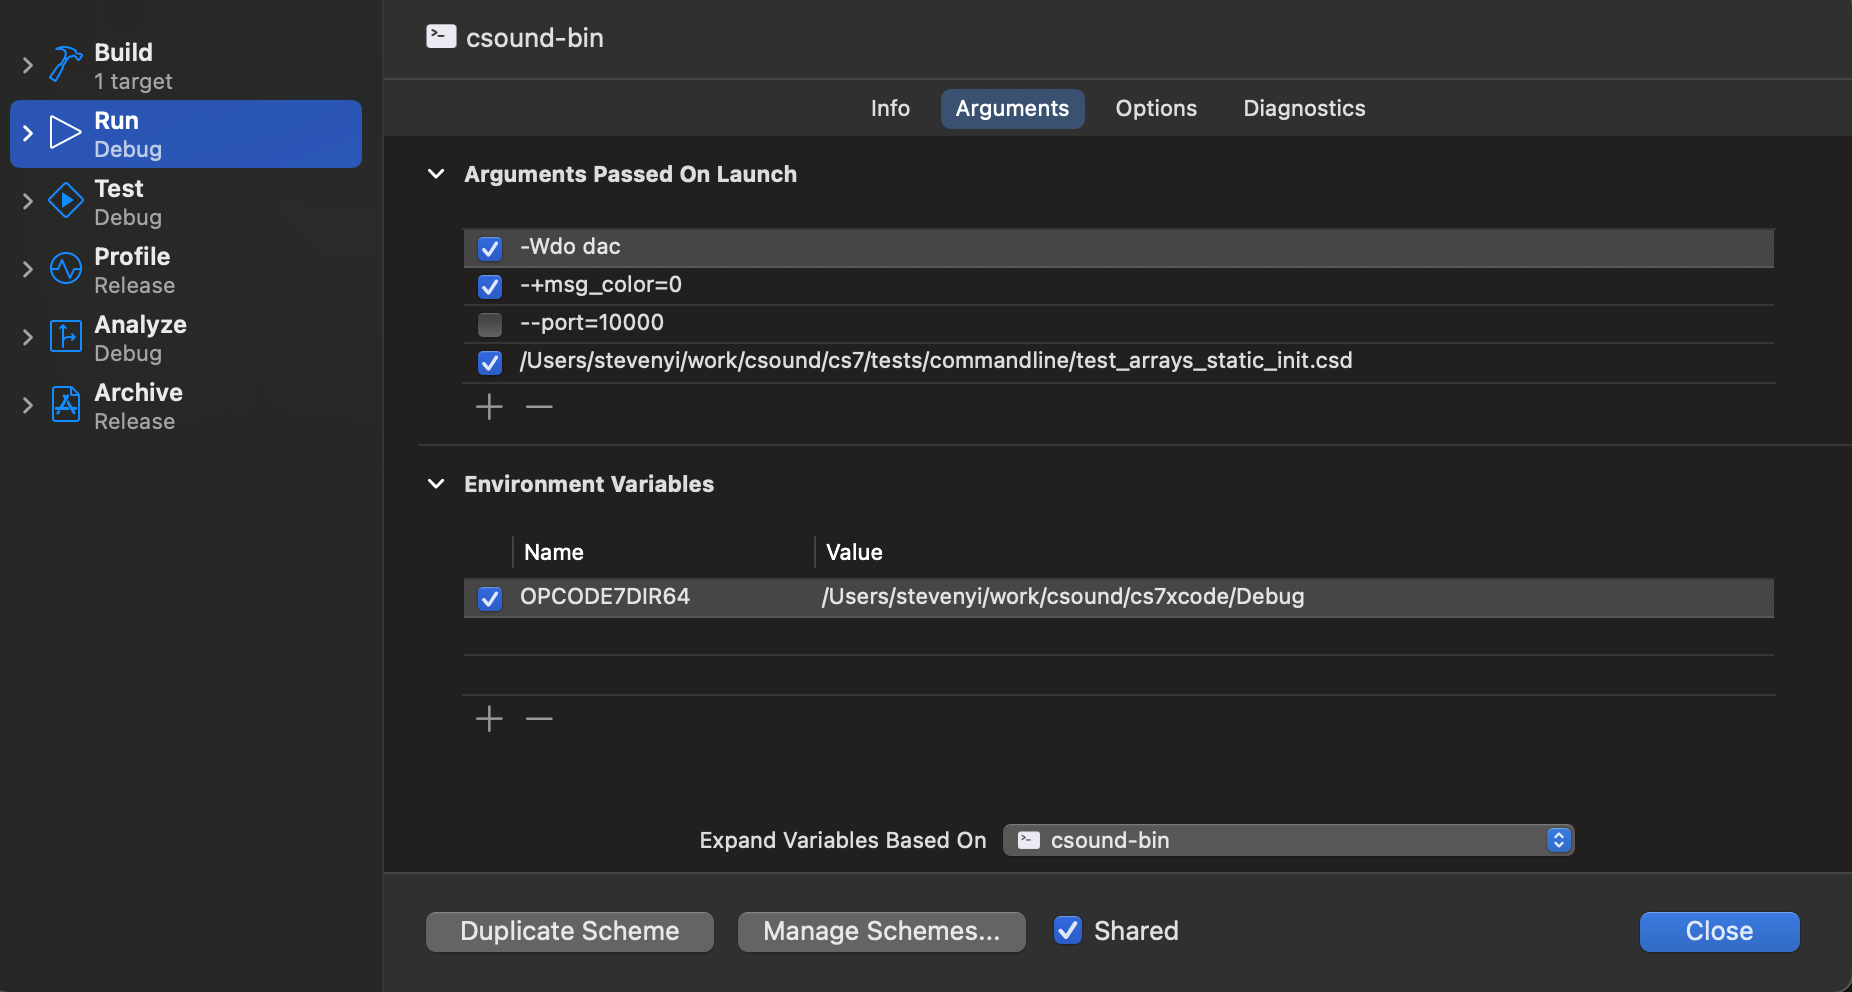 Build
1 target
Run
Debug
Test
Debug
Profile
Release
Analyze
Debug
Archive
Release
csound-bin
Info Arguments Options Diagnostics
Arguments Passed On Launch
-Wdo dac
-+msg_color=0
--port=10000
/Users/stevenyi/work/csound/cs7/tests/commandline/test_arrays_static_init.csd
Environment Variables
Name Value
OPCODE7DIR64 /Users/stevenyi/work/csound/cs7xcode/Debug
Expand Variables Based On csound-bin
Duplicate Scheme Manage Schemes... Shared Close